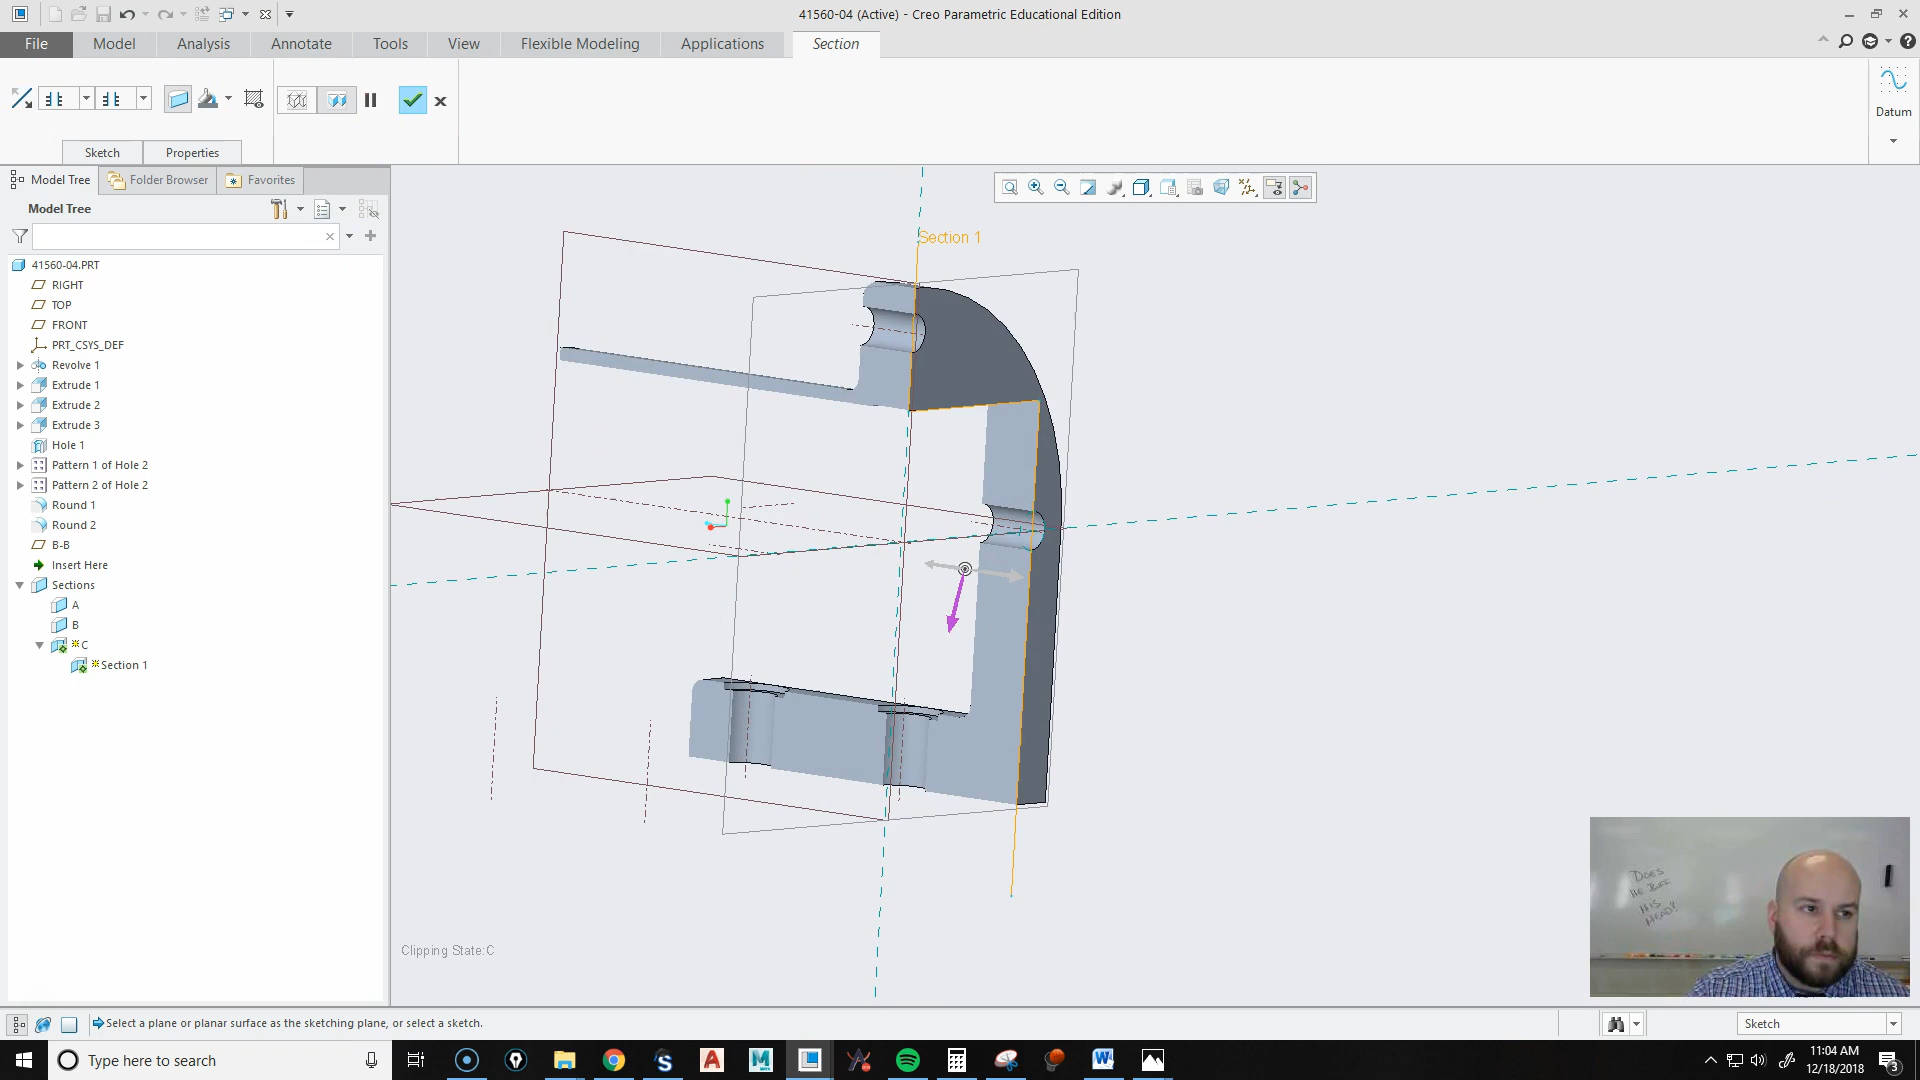 41560-04 (Active) - Creo Parametric Educational Edition
File
Model
Analysis
Annotate
Tools
View
Flexible Modeling
Applications
Section
Datum
Sketch
Properties
Model Tree
Folder Browser
Favorites
Model Tree
41560-04.PRT
RIGHT
TOP
FRONT
PRT_CSYS_DEF
Revolve 1
Extrude 1
Extrude 2
Extrude 3
Hole 1
Pattern 1 of Hole 2
Pattern 2 of Hole 2
Round 1
Round 2
B-B
Insert Here
Sections
A
B
C
Section 1
Section 1
Clipping State:C
DOES
HE
HIS
HEAD?
Select a plane or planar surface as the sketching plane, or select a sketch.
Sketch
Type here to search
11:04 AM
12/18/2018
3